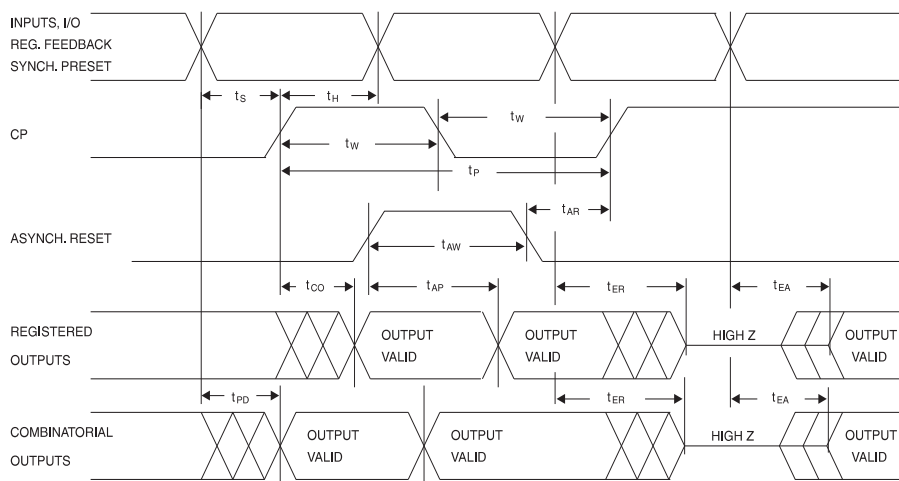 INPUTS, I/O
REG. FEEDBACK
SYNCH. PRESET
tS
tH
CP
tW
tW
tP
tAR
ASYNCH. RESET
tAW
tCO
tAP
tER
tEA
REGISTERED
OUTPUTS
OUTPUT
VALID
OUTPUT
VALID
HIGH Z
OUTPUT
VALID
tPD
tER
tEA
COMBINATORIAL
OUTPUTS
OUTPUT
VALID
OUTPUT
VALID
HIGH Z
OUTPUT
VALID